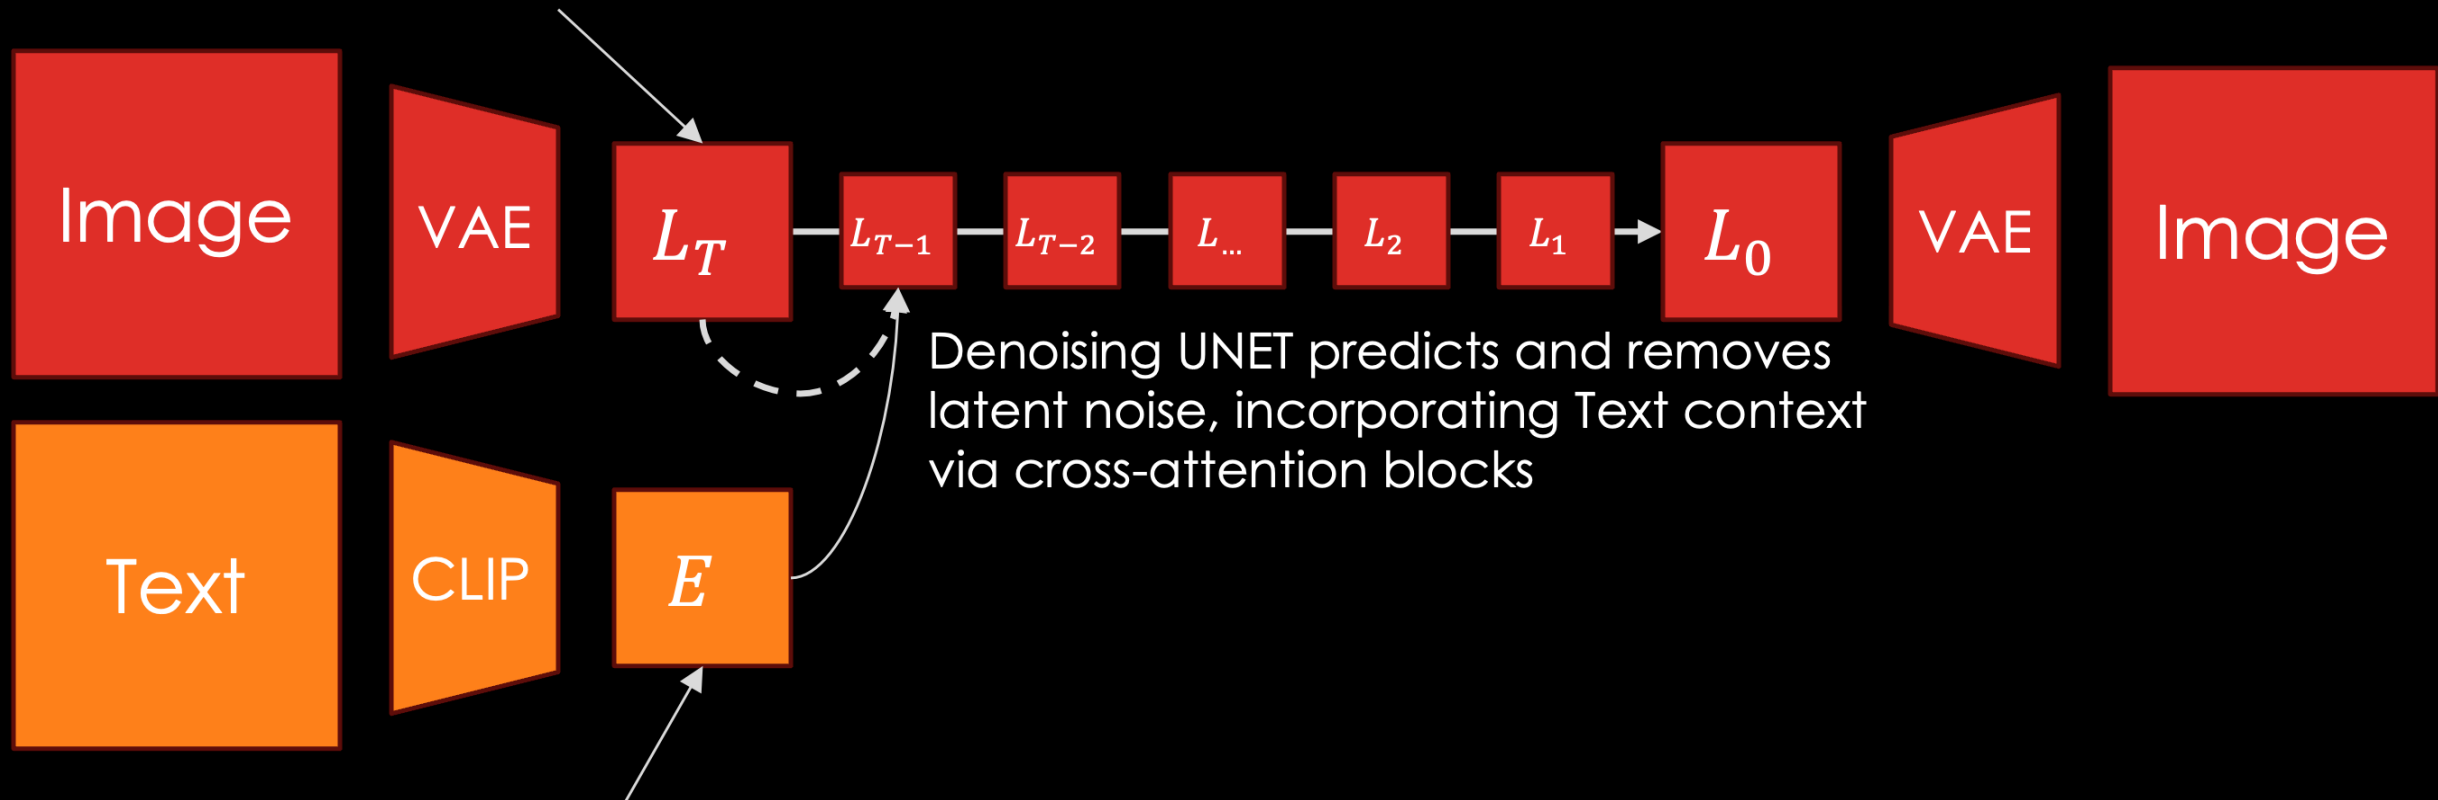 Image
VAE
L_T
L_{T−1}
L_{T−2}
L_{...}
L_2
L_1
L_0
VAE
Image
Denoising UNET predicts and removes
latent noise, incorporating Text context
via cross-attention blocks
Text
CLIP
E